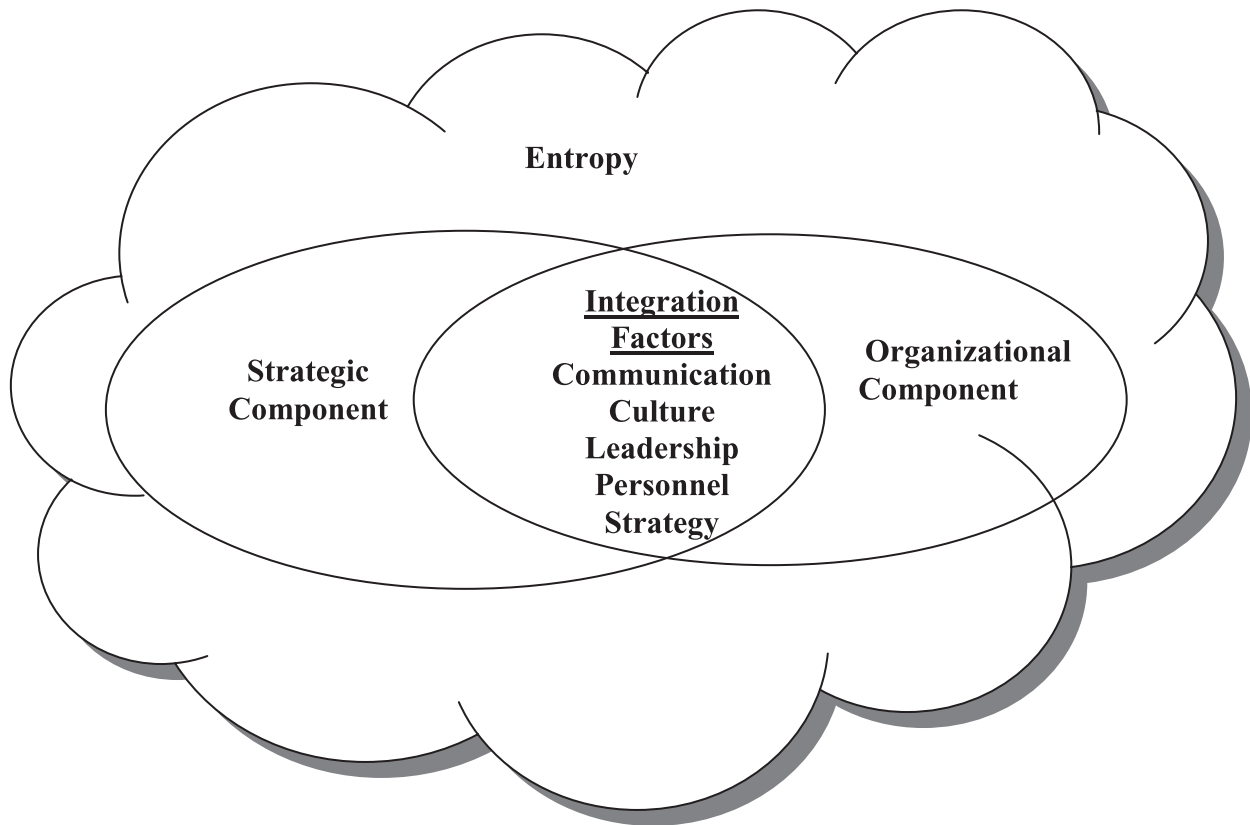 Entropy
Strategic
Component
Integration
Factors
Communication
Culture
Leadership
Personnel
Strategy
Organizational
Component